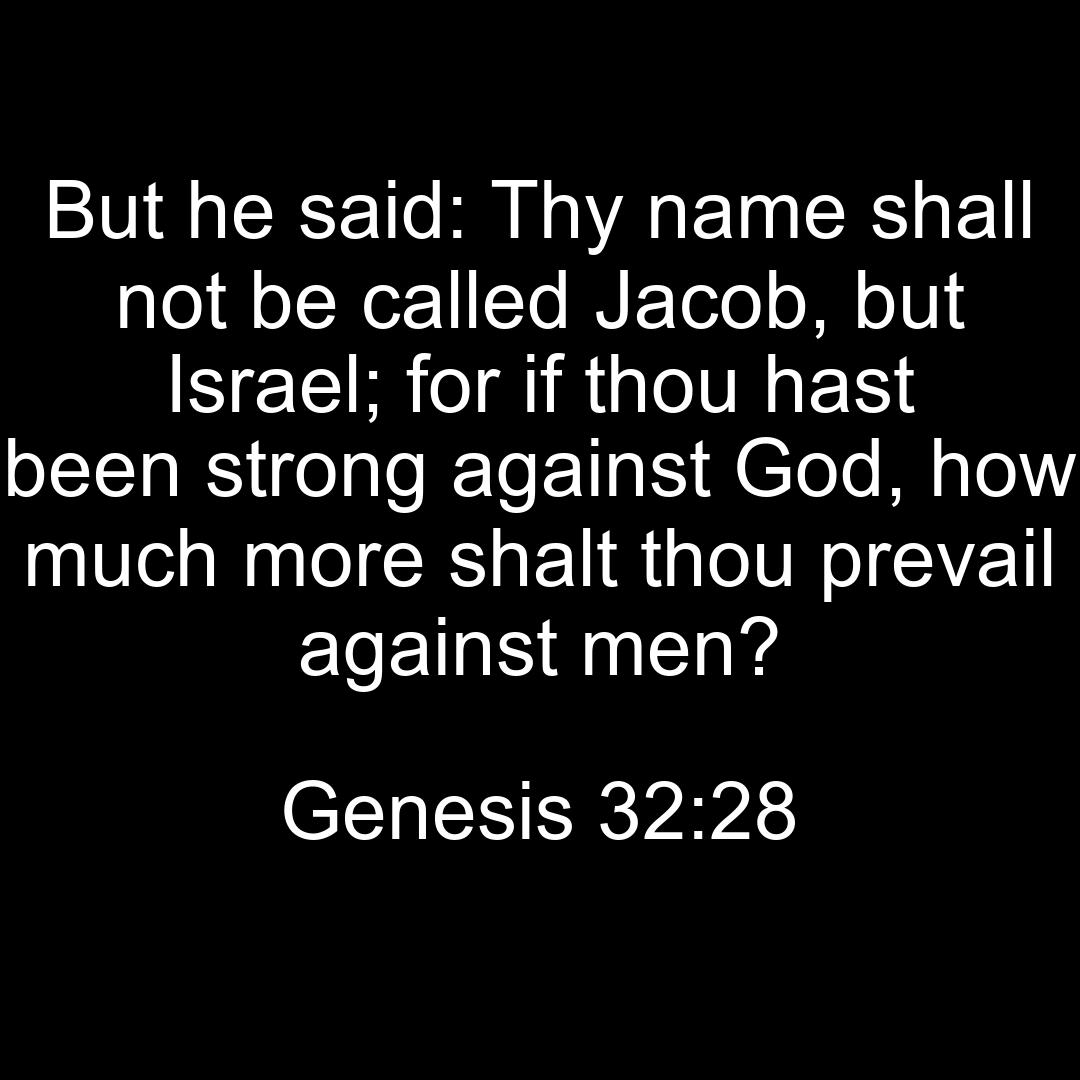 But he said: Thy name shall
not be called Jacob, but
Israel; for if thou hast
been strong against God, how
much more shalt thou prevail
against men?
Genesis 32:28